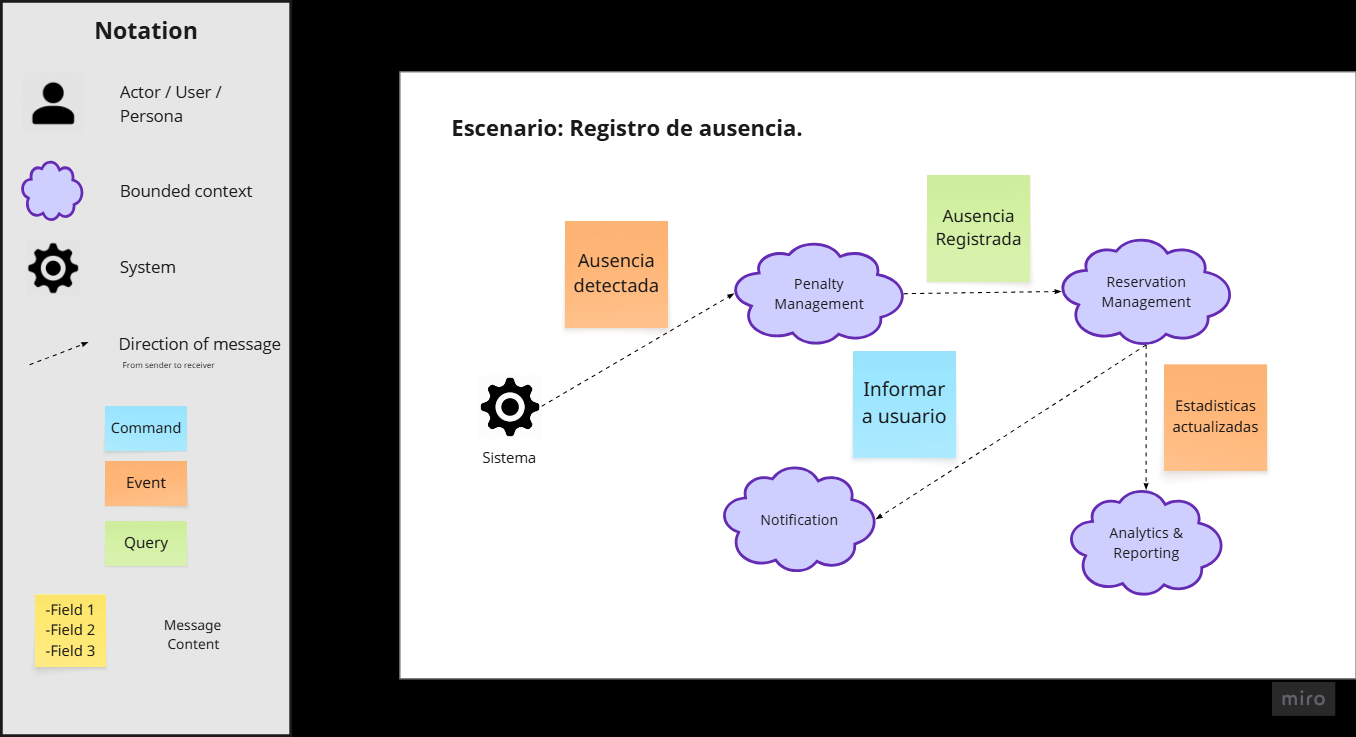 Notation
Actor / User /
Persona
Bounded context
System
Direction of message
From sender to receiver
Command
Event
Query
-Field 1
-Field 2
-Field 3
Message
Content
Escenario: Registro de ausencia.
Ausencia
detectada
Ausencia
Registrada
Penalty
Management
Reservation
Management
Informar
a usuario
Estadisticas
actualizadas
Sistema
Notification
Analytics &
Reporting
miro